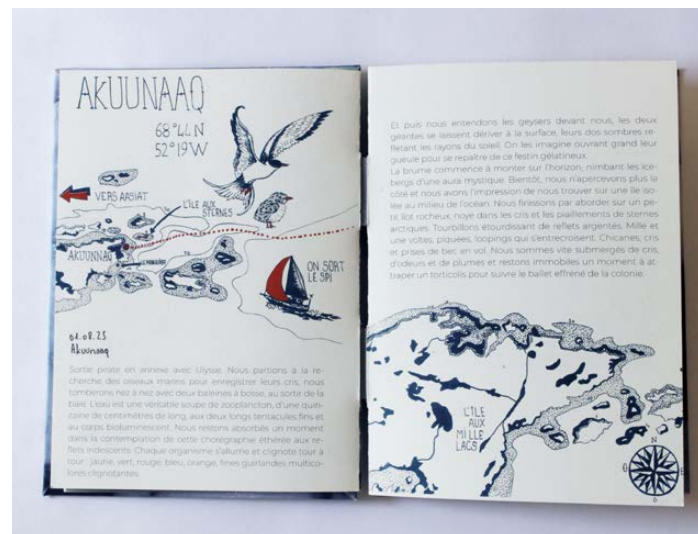 AKUUNAAQ
68°44N
52°19W
VERS AASIAT
L'ÎLE AUX
STERNES
AKUUNNAQ
ON SORT
LE SPI
01.08.25
Akuunaaq
Sortie pirate en annexe avec Ulysse. Nous partions à la re-
cherche des oiseaux marins pour enregistrer leurs cris, nous
tomberons nez à nez avec deux baleines à bosse, au sortir de la
baie. L'eau est une véritable soupe de zooplancton, d'une quin-
zaine de centimètres de long, aux deux longs tentacules fins et
au corps bioluminescent. Nous restons absorbés un moment
dans la contemplation de cette chorégraphie éthérée aux re-
flets iridescents. Chaque organisme s'allume et clignote tour à
tour : jaune, vert, rouge, bleu, orange, fines guirlandes multico-
lores clignotantes.
Et puis nous entendons les geysers devant nous, les deux
géantes se laissent dériver à la surface, leurs dos sombres re-
flétant les rayons du soleil. On les imagine ouvrant grand leur
gueule pour se repaître de ce festin gélatineux.
La brume commence à monter sur l'horizon, nimbant les ice-
bergs d'une aura mystique. Bientôt, nous n'apercevons plus la
côte et nous avons l'impression de nous trouver sur une île iso-
lée au milieu de l'océan. Nous finissons par aborder sur un pe-
tit îlot rocheux, noyé dans les cris et les piaillements de sternes
arctiques. Tourbillons étourdissant de reflets argentés. Mille et
une voltes, piquées, loopings qui s'entrecroisent. Chicanes, cris
et prises de bec en vol. Nous sommes vite submergés de cris,
d'odeurs et de plumes et restons immobiles un moment à at-
traper un torticolis pour suivre le ballet effréné de la colonie.
L'ÎLE
AUX
MILLE
LACS
N
E